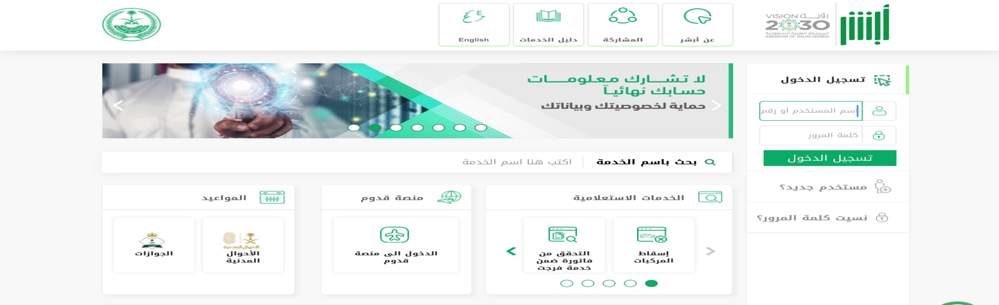 أبشر
رؤية VISION
2030
المملكة العربية السعودية
KINGDOM OF SAUDI ARABIA
عن أبشر
المشاركة
دليل الخدمات
English
تسجيل الدخول
اسم المستخدم أو رقم
كلمة المرور
تسجيل الدخول
مستخدم جديد؟
نسيت كلمة المرور؟
لا تشـــارك معلومــــات
حسابك نهائيـاً
حماية لخصوصيتك وبياناتك
بحث باسم الخدمة
اكتب هنا اسم الخدمة
الخدمات الاستعلامية
إسقاط
المركبات
التحقق من
فاتورة ضمن
خدمة فرجت
منصة قدوم
الدخول الى منصة
قدوم
المواعيد
الأحوال المدنية
الأحوال
المدنية
الجوازات